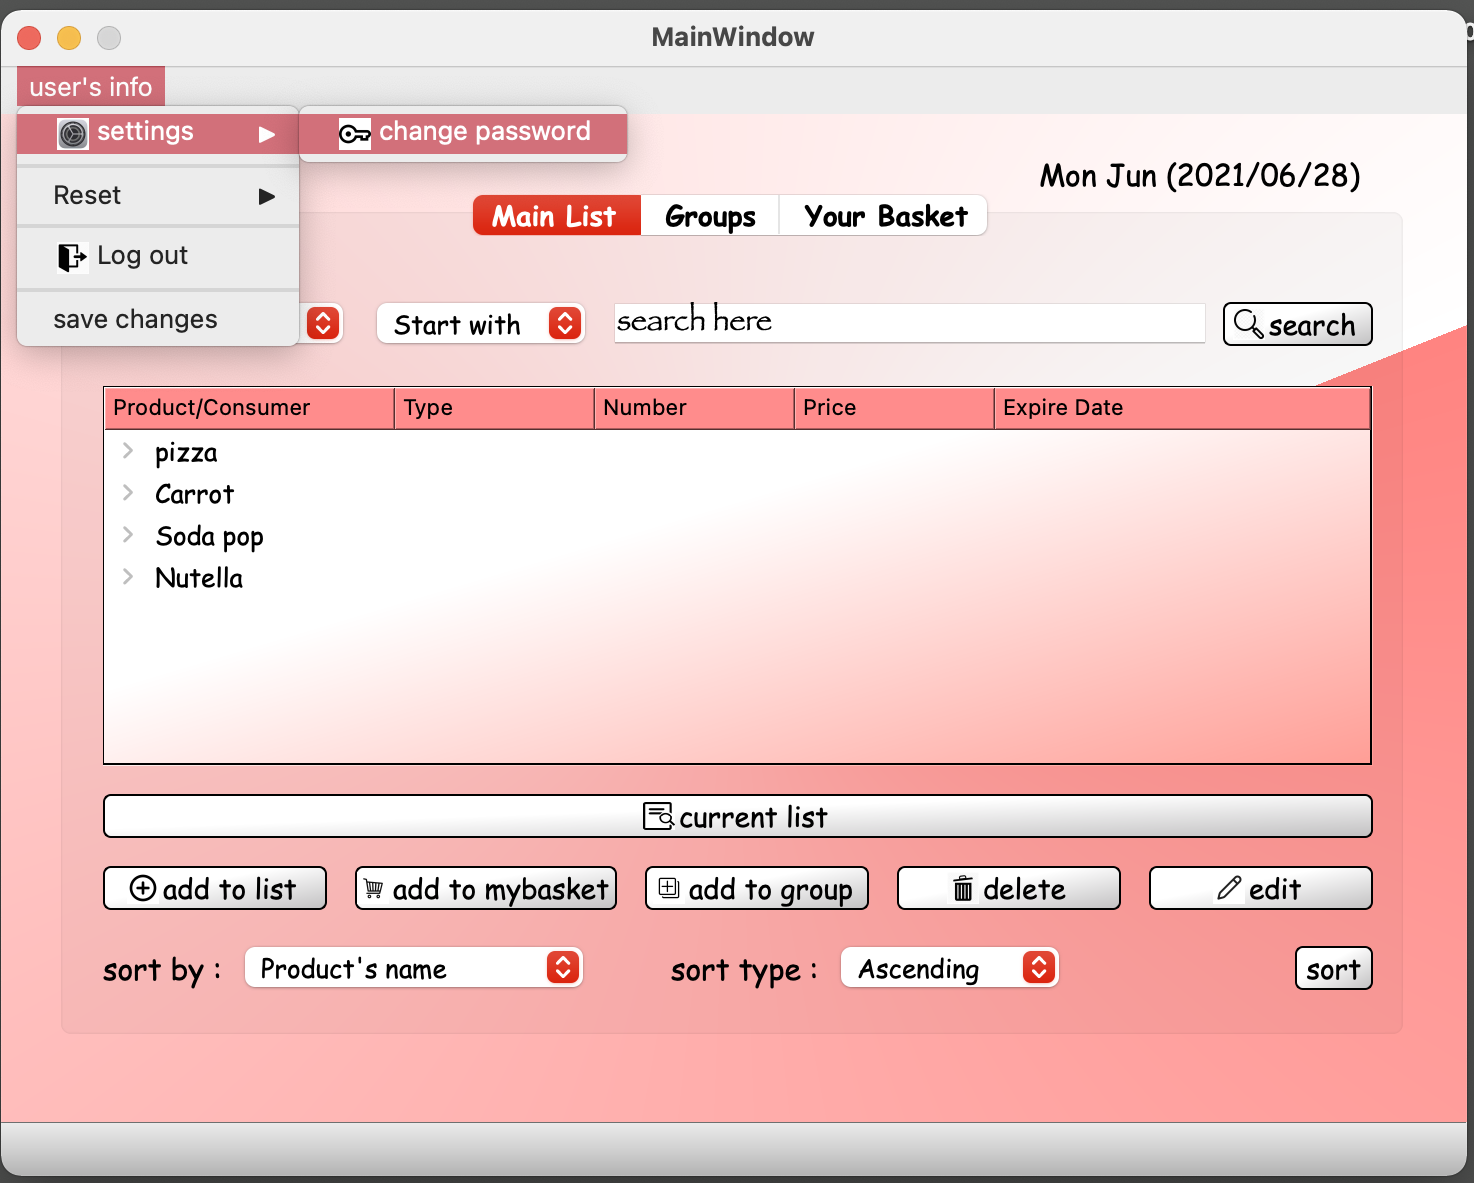 MainWindow
user's info
settings
change password
Reset
Log out
save changes
Mon Jun (2021/06/28)
Main List
Groups
Your Basket
Start with
search here
search
Product/Consumer
Type
Number
Price
Expire Date
pizza
Carrot
Soda pop
Nutella
current list
add to list
add to mybasket
add to group
delete
edit
sort by :
Product's name
sort type :
Ascending
sort